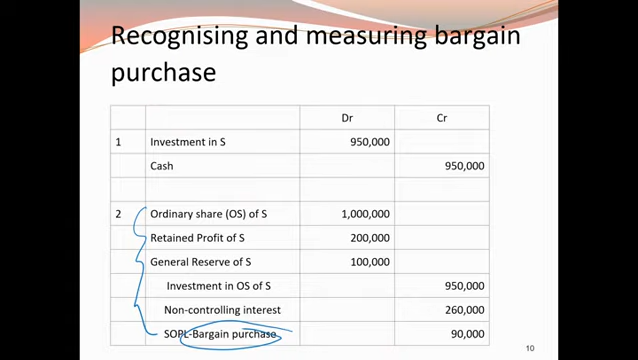 Recognising and measuring bargain
purchase
Dr Cr
1 Investment in S 950,000
Cash 950,000
2 Ordinary share (OS) of S 1,000,000
Retained Profit of S 200,000
General Reserve of S 100,000
Investment in OS of S 950,000
Non-controlling interest 260,000
SOPL-Bargain purchase 90,000
10